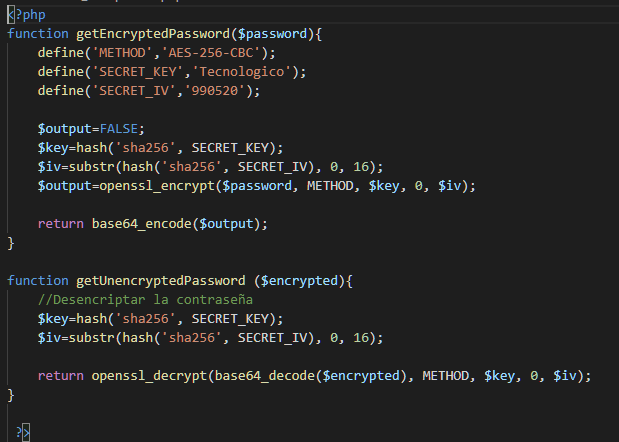 <?php
function getEncryptedPassword($password){
    define('METHOD','AES-256-CBC');
    define('SECRET_KEY','Tecnologico');
    define('SECRET_IV','990520');

    $output=FALSE;
    $key=hash('sha256', SECRET_KEY);
    $iv=substr(hash('sha256', SECRET_IV), 0, 16);
    $output=openssl_encrypt($password, METHOD, $key, 0, $iv);

    return base64_encode($output);
}

function getUnencryptedPassword ($encrypted){
    //Desencriptar la contraseña
    $key=hash('sha256', SECRET_KEY);
    $iv=substr(hash('sha256', SECRET_IV), 0, 16);

    return openssl_decrypt(base64_decode($encrypted), METHOD, $key, 0, $iv);
}

 ?>